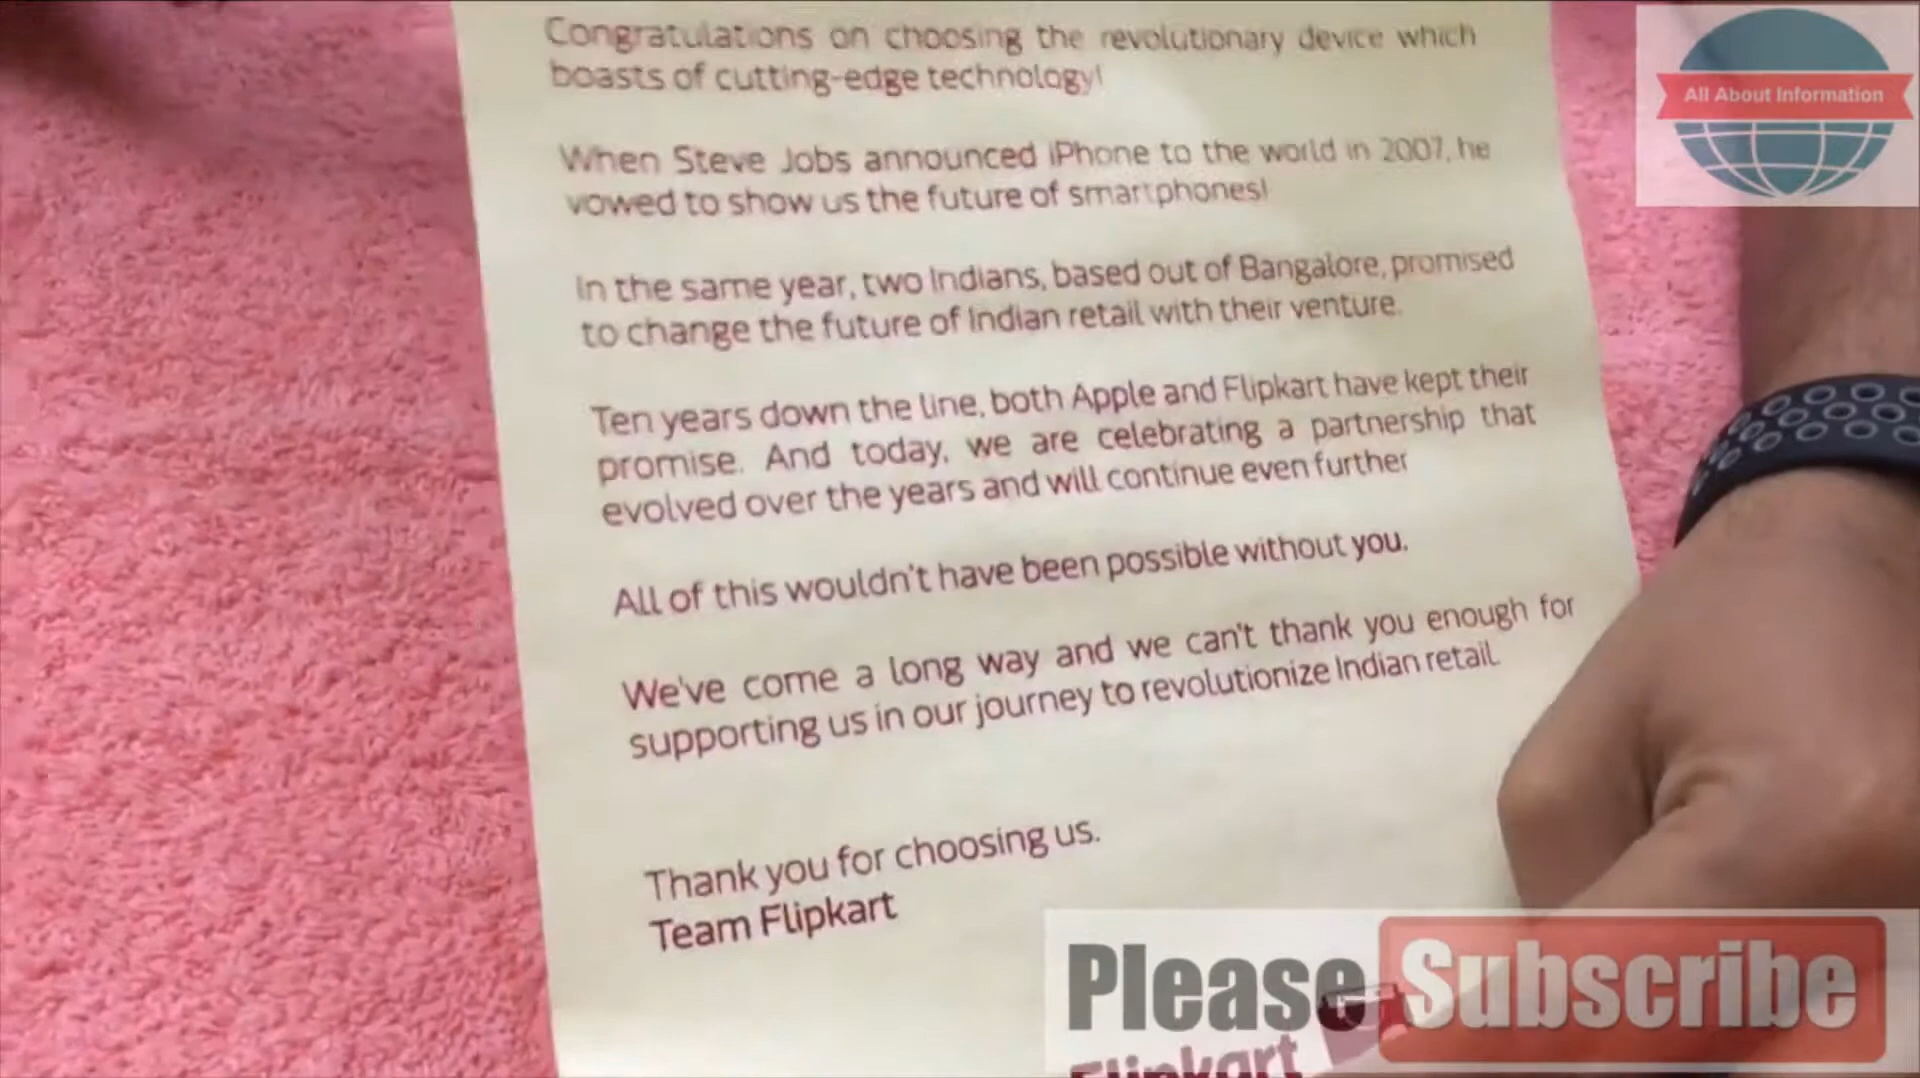 Congratulations on choosing the revolutionary device which
boasts of cutting-edge technology!
When Steve Jobs announced iPhone to the world in 2007, he
vowed to show us the future of smartphones!
In the same year, two Indians, based out of Bangalore, promised
to change the future of Indian retail with their venture.
Ten years down the line, both Apple and Flipkart have kept their
promise. And today, we are celebrating a partnership that
evolved over the years and will continue even further
All of this wouldn't have been possible without you.
We've come a long way and we can't thank you enough for
supporting us in our journey to revolutionize Indian retail.
Thank you for choosing us.
Team Flipkart
All About Information
Please Subscribe
Flipkart